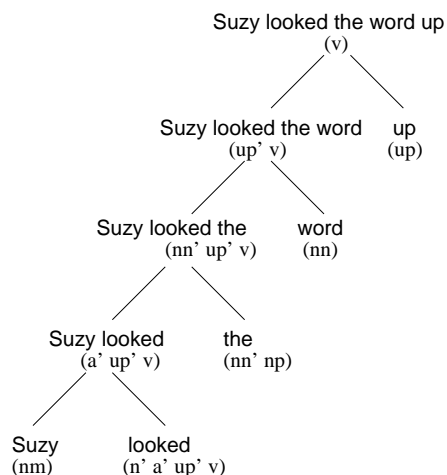 Suzy looked the word up
(v)
Suzy looked the word up
(up' v) (up)
Suzy looked the word
(nn' up' v) (nn)
Suzy looked the
(a' up' v) (nn' np)
Suzy looked
(nm) (n' a' up' v)